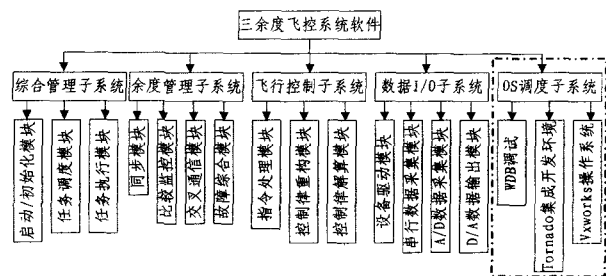 三余度飞控系统软件
综合管理子系统
余度管理子系统
飞行控制子系统
数据I/O子系统
OS调度子系统
启动/初始化模块
任务调度模块
任务执行模块
同步模块
比较监控模块
交叉通信模块
故障综合模块
指令处理模块
控制律重构模块
控制律解算模块
设备驱动模块
串行数据采集模块
A/D数据采集模块
D/A数据输出模块
WDB调试
Tornado集成开发环境
Vxworks操作系统